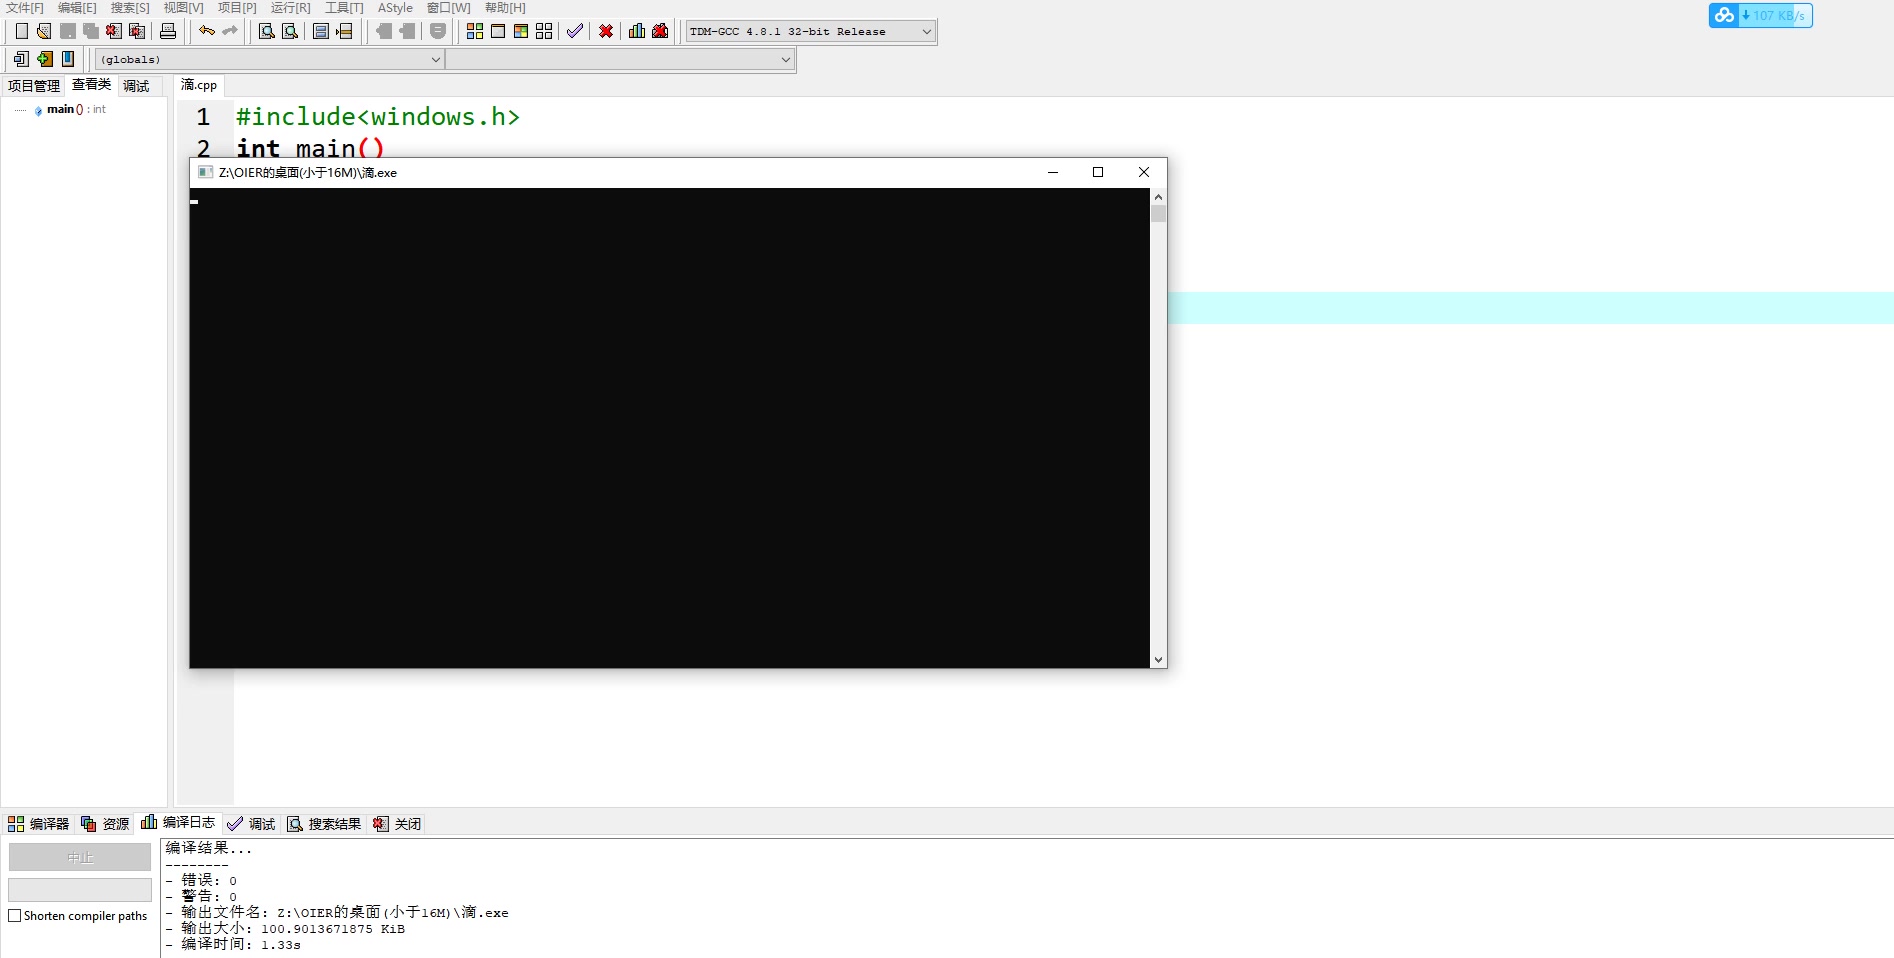 文件[F] 编辑[E] 搜索[S] 视图[V] 项目[P] 运行[R] 工具[T] AStyle 窗口[W] 帮助[H]
107 KB/s
TDM-GCC 4.8.1 32-bit Release
(globals)
项目管理 查看类 调试 滴.cpp
main () : int
1 #include<windows.h>
2 int main()
Z:\OIER的桌面(小于16M)\滴.exe
编译器 资源 编译日志 调试 搜索结果 关闭
中止
Shorten compiler paths
编译结果...
--------
- 错误: 0
- 警告: 0
- 输出文件名: Z:\OIER的桌面(小于16M)\滴.exe
- 输出大小: 100.9013671875 KiB
- 编译时间: 1.33s